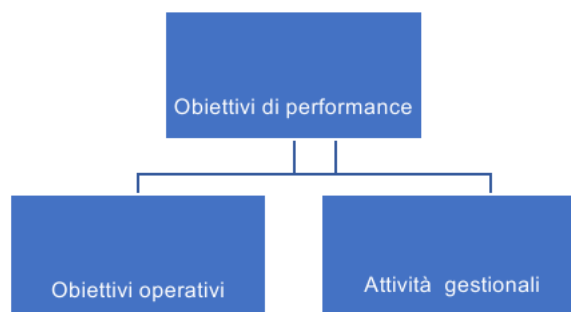 Obiettivi di performance
Obiettivi operativi
Attività gestionali